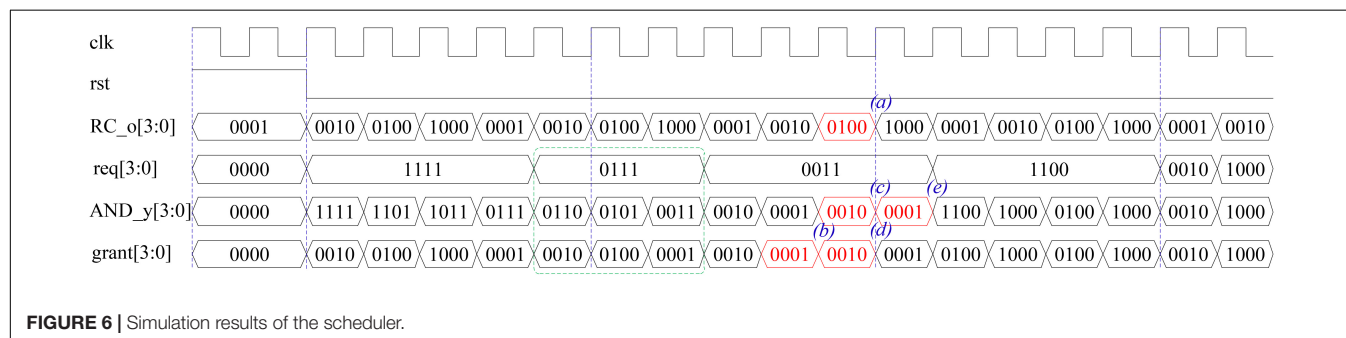 clk
rst
(a)
RC_o[3:0] 0001 0010 0100 1000 0001 0010 0100 1000 0001 0010 0100 1000 0001 0010 0100 1000 0001 0010
req[3:0] 0000 1111 0111 0011 1100 0010 1000
(c) (e)
AND_y[3:0] 0000 1111 1101 1011 0111 0110 0101 0011 0010 0001 0010 0001 1100 1000 0100 1000 0010 1000
(b) (d)
grant[3:0] 0000 0010 0100 1000 0001 0010 0100 0001 0010 0001 0010 0001 0100 1000 0100 1000 0010 1000
FIGURE 6 | Simulation results of the scheduler.